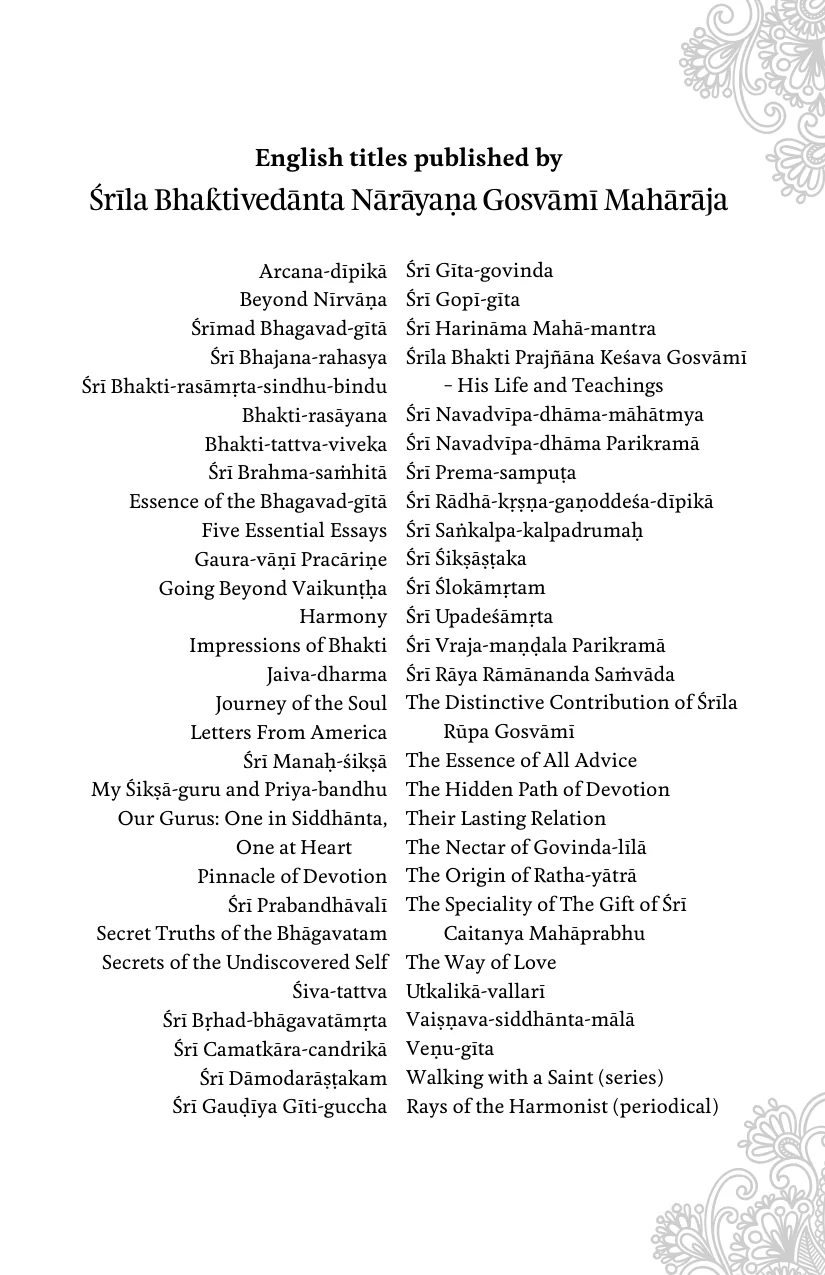 English titles published by
Śrīla Bhaktivedānta Nārāyaṇa Gosvāmī Mahārāja
Arcana-dīpikā
Beyond Nīrvāṇa
Śrīmad Bhagavad-gītā
Śrī Bhajana-rahasya
Śrī Bhakti-rasāmṛta-sindhu-bindu
Bhakti-rasāyana
Bhakti-tattva-viveka
Śrī Brahma-saṁhitā
Essence of the Bhagavad-gītā
Five Essential Essays
Gaura-vāṇī Pracāriṇe
Going Beyond Vaikuṇṭha
Harmony
Impressions of Bhakti
Jaiva-dharma
Journey of the Soul
Letters From America
Śrī Manaḥ-śikṣā
My Śikṣā-guru and Priya-bandhu
Our Gurus: One in Siddhānta,
One at Heart
Pinnacle of Devotion
Śrī Prabandhāvalī
Secret Truths of the Bhāgavatam
Secrets of the Undiscovered Self
Śiva-tattva
Śrī Bṛhad-bhāgavatāmṛta
Śrī Camatkāra-candrikā
Śrī Dāmodarāṣṭakam
Śrī Gauḍīya Gīti-guccha
Śrī Gīta-govinda
Śrī Gopī-gīta
Śrī Harināma Mahā-mantra
Śrīla Bhakti Prajñāna Keśava Gosvāmī
– His Life and Teachings
Śrī Navadvīpa-dhāma-māhātmya
Śrī Navadvīpa-dhāma Parikramā
Śrī Prema-sampuṭa
Śrī Rādhā-kṛṣṇa-gaṇoddeśa-dīpikā
Śrī Saṅkalpa-kalpadrumaḥ
Śrī Śikṣāṣṭaka
Śrī Ślokāmṛtam
Śrī Upadeśāmṛta
Śrī Vraja-maṇḍala Parikramā
Śrī Rāya Rāmānanda Saṁvāda
The Distinctive Contribution of Śrīla
Rūpa Gosvāmī
The Essence of All Advice
The Hidden Path of Devotion
Their Lasting Relation
The Nectar of Govinda-līlā
The Origin of Ratha-yātrā
The Speciality of The Gift of Śrī
Caitanya Mahāprabhu
The Way of Love
Utkalikā-vallarī
Vaiṣṇava-siddhānta-mālā
Veṇu-gīta
Walking with a Saint (series)
Rays of the Harmonist (periodical)